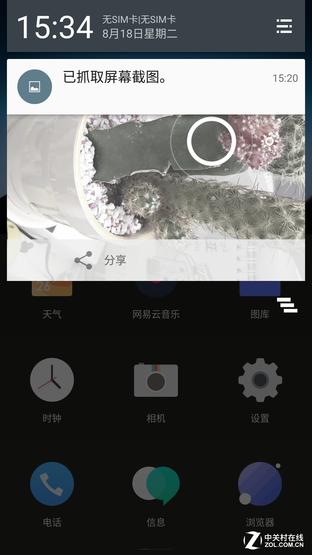 15:34
无SIM卡|无SIM卡
8月18日星期二
已抓取屏幕截图。
15:20
分享
26
天气
网易云音乐
图库
时钟
相机
设置
电话
信息
浏览器
中关村在线
ZOL.COM.CN